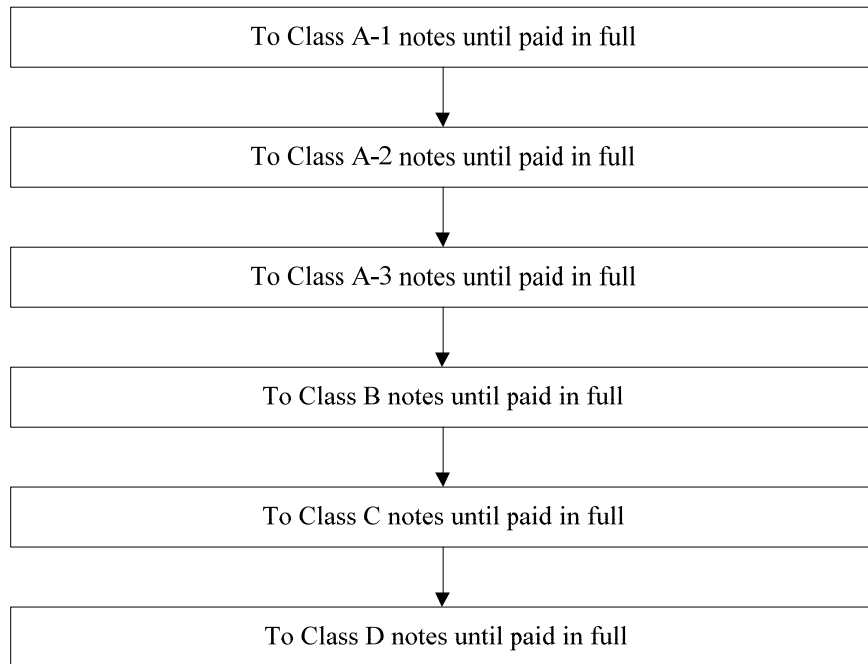 To Class A-1 notes until paid in full
To Class A-2 notes until paid in full
To Class A-3 notes until paid in full
To Class B notes until paid in full
To Class C notes until paid in full
To Class D notes until paid in full